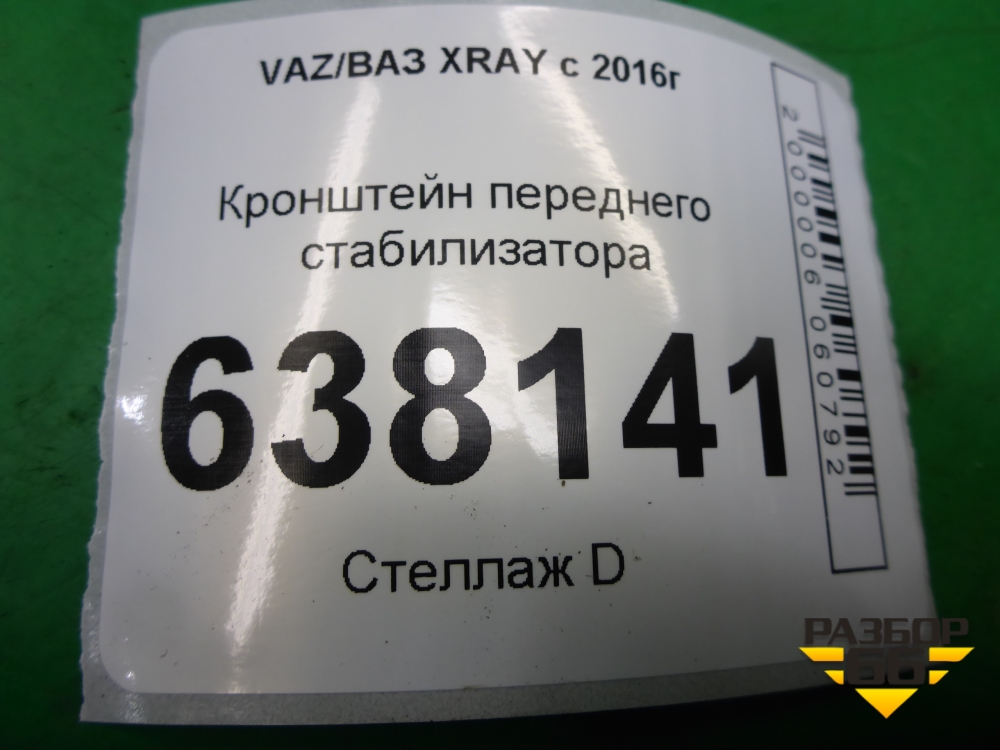 VAZ/ВАЗ XRAY с 2016г
Кронштейн переднего
стабилизатора
638141
Стеллаж D
2000006060792
РАЗБОР
66